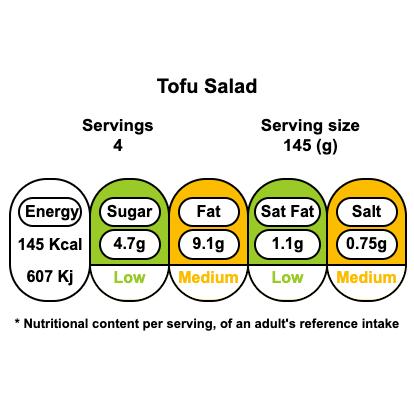 Tofu Salad
Servings
4
Serving size
145 (g)
Energy
145 Kcal
607 Kj
Sugar
4.7g
Low
Fat
9.1g
Medium
Sat Fat
1.1g
Low
Salt
0.75g
Medium
* Nutritional content per serving, of an adult's reference intake